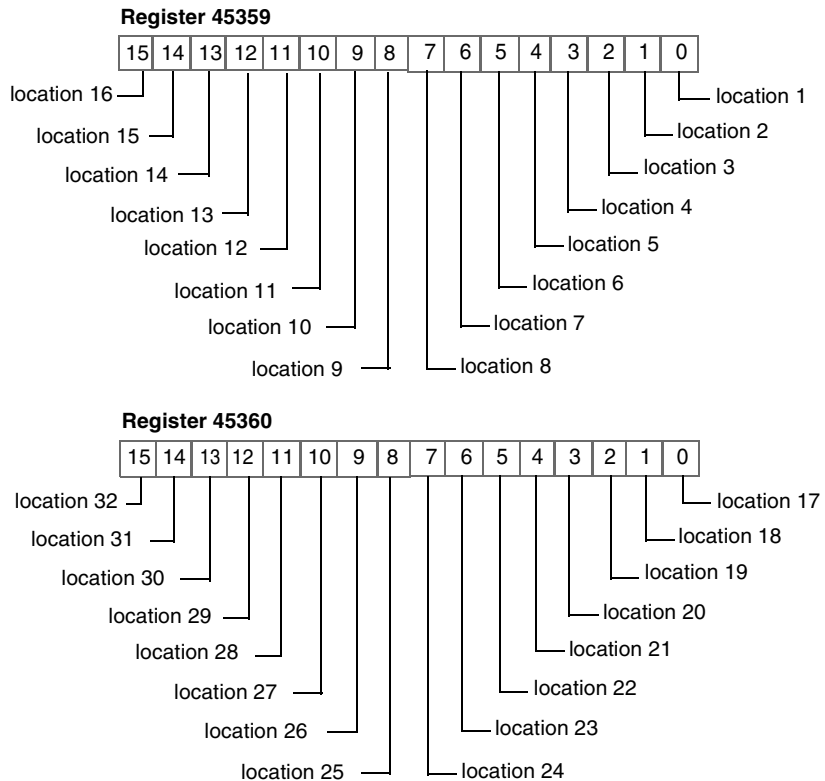 Register 45359
15 14 13 12 11 10 9 8 7 6 5 4 3 2 1 0
location 16
location 1
location 15
location 2
location 14
location 3
location 13
location 4
location 12
location 5
location 11
location 6
location 10
location 7
location 9
location 8
Register 45360
15 14 13 12 11 10 9 8 7 6 5 4 3 2 1 0
location 32
location 17
location 31
location 18
location 30
location 19
location 29
location 20
location 28
location 21
location 27
location 22
location 26
location 23
location 25
location 24